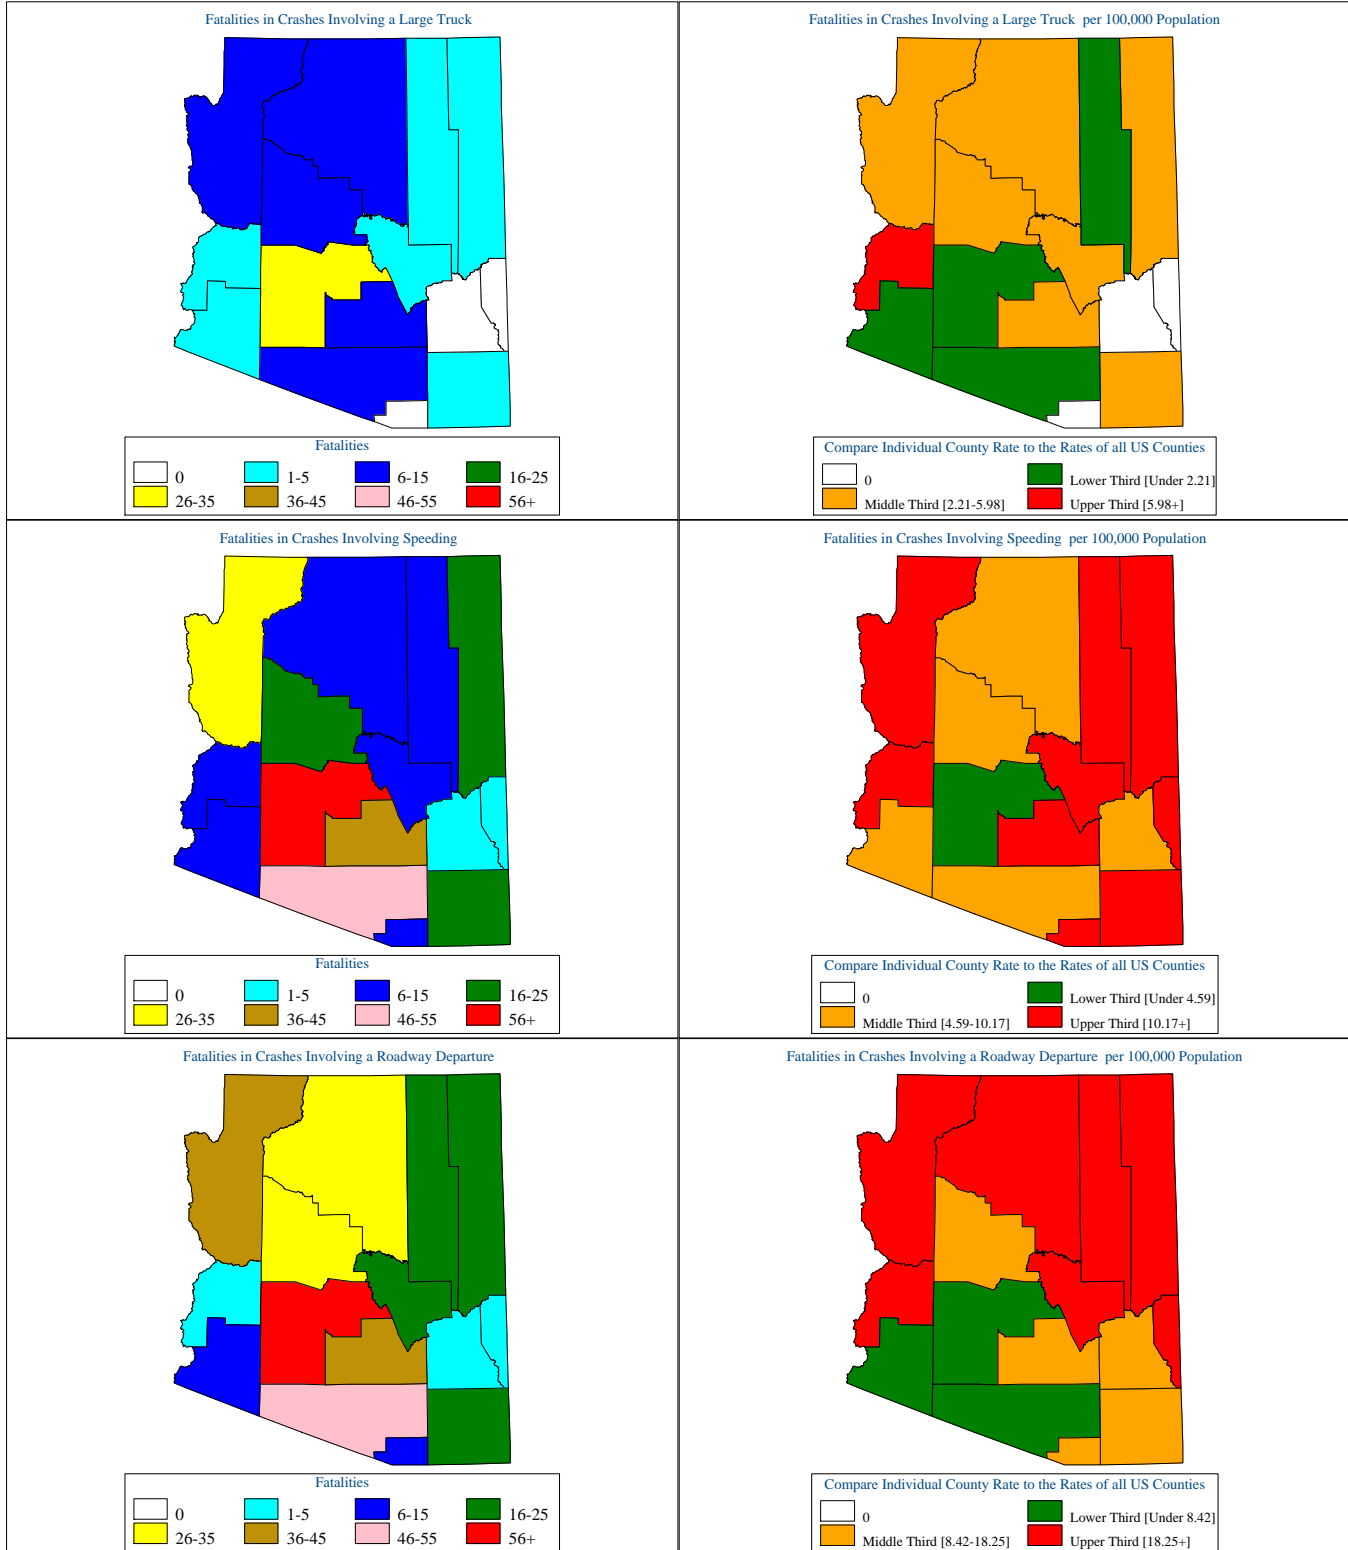 Fatalities in Crashes Involving a Large Truck
Fatalities
0 1-5 6-15 16-25
26-35 36-45 46-55 56+
Fatalities in Crashes Involving a Large Truck per 100,000 Population
Compare Individual County Rate to the Rates of all US Counties
0 Lower Third [Under 2.21]
Middle Third [2.21-5.98] Upper Third [5.98+]
Fatalities in Crashes Involving Speeding
Fatalities
0 1-5 6-15 16-25
26-35 36-45 46-55 56+
Fatalities in Crashes Involving Speeding per 100,000 Population
Compare Individual County Rate to the Rates of all US Counties
0 Lower Third [Under 4.59]
Middle Third [4.59-10.17] Upper Third [10.17+]
Fatalities in Crashes Involving a Roadway Departure
Fatalities
0 1-5 6-15 16-25
26-35 36-45 46-55 56+
Fatalities in Crashes Involving a Roadway Departure per 100,000 Population
Compare Individual County Rate to the Rates of all US Counties
0 Lower Third [Under 8.42]
Middle Third [8.42-18.25] Upper Third [18.25+]